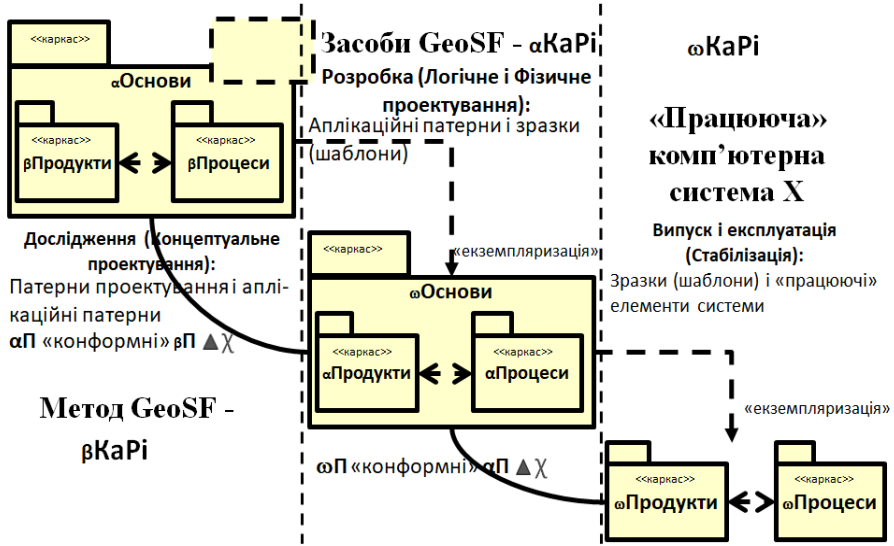 <<каркас>>
αОснови
<<каркас>>
βПродукти
<<каркас>>
βПроцеси
Дослідження (Концептуальне
проектування):
Патерни проектування і аплі-
каційні патерни
αП «конформні» βП ▲χ
Метод GeoSF -
βКаРі
Засоби GeoSF - αКаРі
Розробка (Логічне і Фізичне
проектування):
Аплікаційні патерни і зразки
(шаблони)
«екземпляризація»
<<каркас>>
ωОснови
<<каркас>>
αПродукти
<<каркас>>
αПроцеси
ωП «конформні» αП ▲χ
ωКаРі
«Працююча»
комп’ютерна
система X
Випуск і експлуатація
(Стабілізація):
Зразки (шаблони) і «працюючі»
елементи системи
«екземпляризація»
<<каркас>>
ωПродукти
<<каркас>>
ωПроцеси